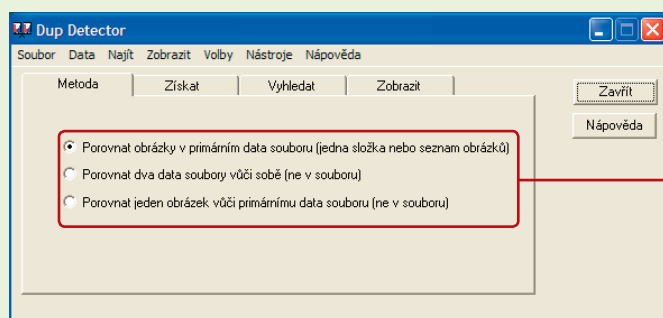 Dup Detector
Soubor Data Najít Zobrazit Volby Nástroje Nápověda
Metoda Získat Vyhledat Zobrazit
Zavřít
Nápověda
Porovnat obrázky v primárním data souboru (jedna složka nebo seznam obrázků)
Porovnat dva data soubory vůči sobě (ne v souboru)
Porovnat jeden obrázek vůči primárnímu data souboru (ne v souboru)